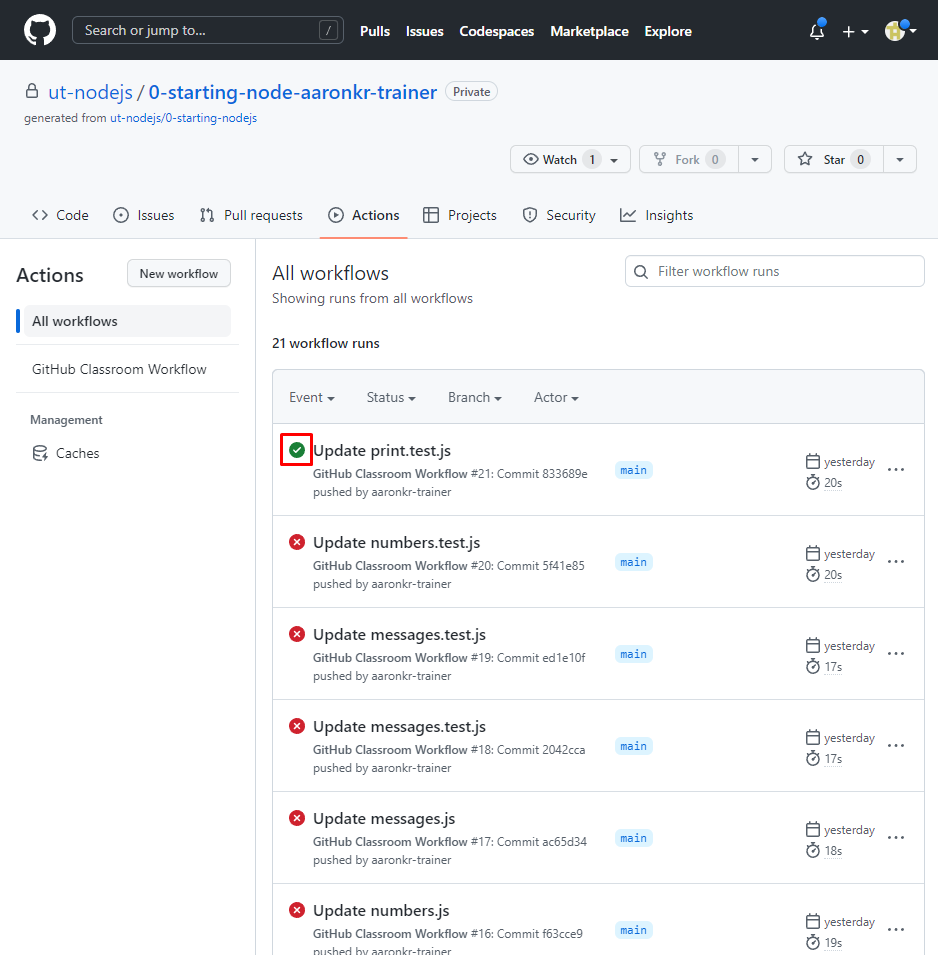 Search or jump to... /
Pulls Issues Codespaces Marketplace Explore
ut-nodejs / 0-starting-node-aaronkr-trainer Private
generated from ut-nodejs/0-starting-nodejs
Watch 1 Fork 0 Star 0
Code Issues Pull requests Actions Projects Security Insights
Actions
New workflow
All workflows
GitHub Classroom Workflow
Management
Caches
All workflows
Showing runs from all workflows
Filter workflow runs
21 workflow runs
Event Status Branch Actor
Update print.test.js
GitHub Classroom Workflow #21: Commit 833689e
pushed by aaronkr-trainer
main
yesterday
20s
Update numbers.test.js
GitHub Classroom Workflow #20: Commit 5f41e85
pushed by aaronkr-trainer
main
yesterday
20s
Update messages.test.js
GitHub Classroom Workflow #19: Commit ed1e10f
pushed by aaronkr-trainer
main
yesterday
17s
Update messages.test.js
GitHub Classroom Workflow #18: Commit 2042cca
pushed by aaronkr-trainer
main
yesterday
17s
Update messages.js
GitHub Classroom Workflow #17: Commit ac65d34
pushed by aaronkr-trainer
main
yesterday
18s
Update numbers.js
GitHub Classroom Workflow #16: Commit f63cce9
pushed by aaronkr-trainer
main
yesterday
19s